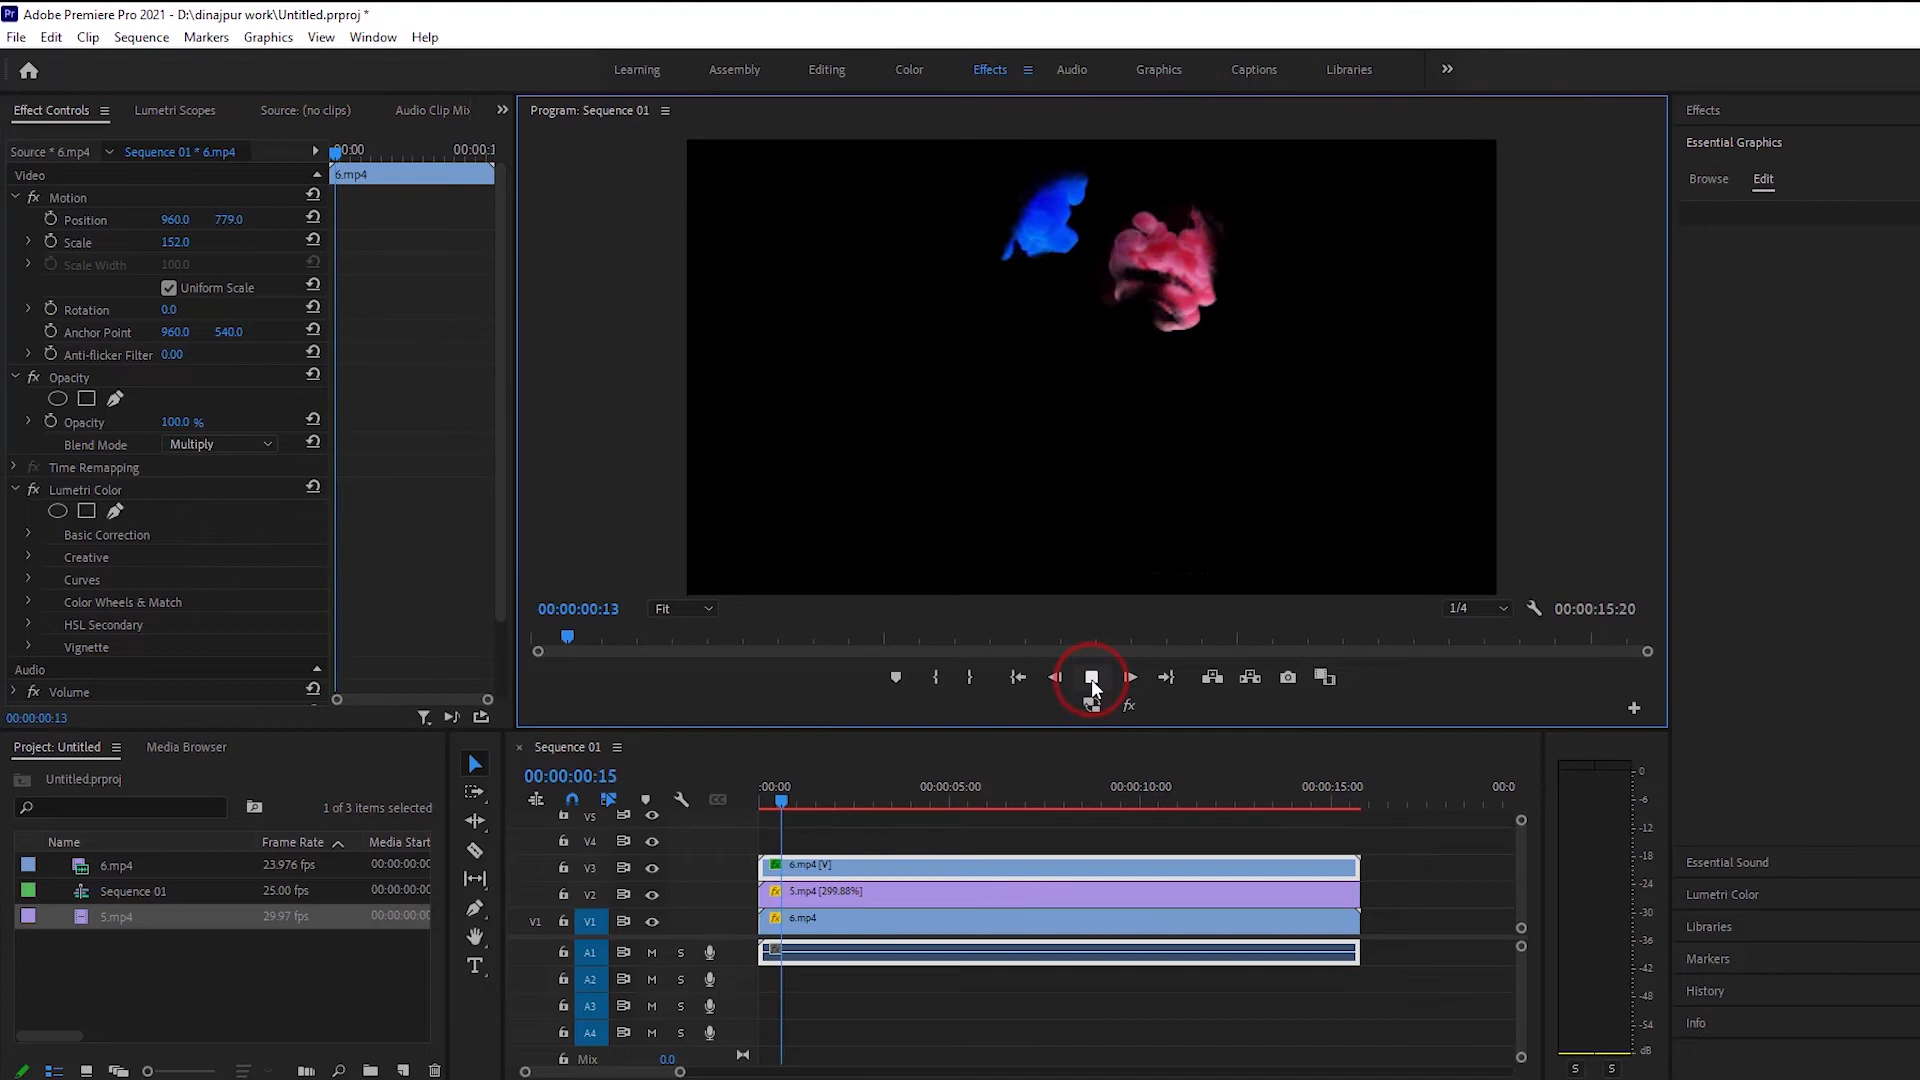 Pr Adobe Premiere Pro 2021 - D:\dinajpur work\Untitled.prproj *
File Edit Clip Sequence Markers Graphics View Window Help
Learning Assembly Editing Color Effects Audio Graphics Captions Libraries
Effect Controls Lumetri Scopes Source: (no clips) Audio Clip Mi
Program: Sequence 01
Effects
Source * 6.mp4 Sequence 01 * 6.mp4
:00:00 00:00:1
Essential Graphics
Video
6.mp4
Browse Edit
fx Motion
Position 960.0 779.0
Scale 152.0
Scale Width 100.0
Uniform Scale
Rotation 0.0
Anchor Point 960.0 540.0
Anti-flicker Filter 0.00
fx Opacity
Opacity 100.0 %
Blend Mode Multiply
fx Time Remapping
fx Lumetri Color
Basic Correction
Creative
Curves
Color Wheels & Match
HSL Secondary
Vignette
Audio
fx Volume
00:00:00:13
00:00:00:13 Fit 1/4 00:00:15:20
fx
Project: Untitled Media Browser
Untitled.prproj
1 of 3 items selected
Name Frame Rate Media Start
6.mp4 23.976 fps 00:00:00:0
Sequence 01 25.00 fps 00:00:00:0
5.mp4 29.97 fps 00:00:00:0
× Sequence 01
00:00:00:15
:00:00 00:00:05:00 00:00:10:00 00:00:15:00 00:0
V5
V4
V3 fx 6.mp4 [V]
V2 fx 5.mp4 [299.88%]
V1 V1 fx 6.mp4
A1 M S fx
A2 M S
A3 M S
A4 M S
Mix 0.0
0
-6
-12
-18
-24
-30
-36
-42
-48
-54
dB
S S
Essential Sound
Lumetri Color
Libraries
Markers
History
Info